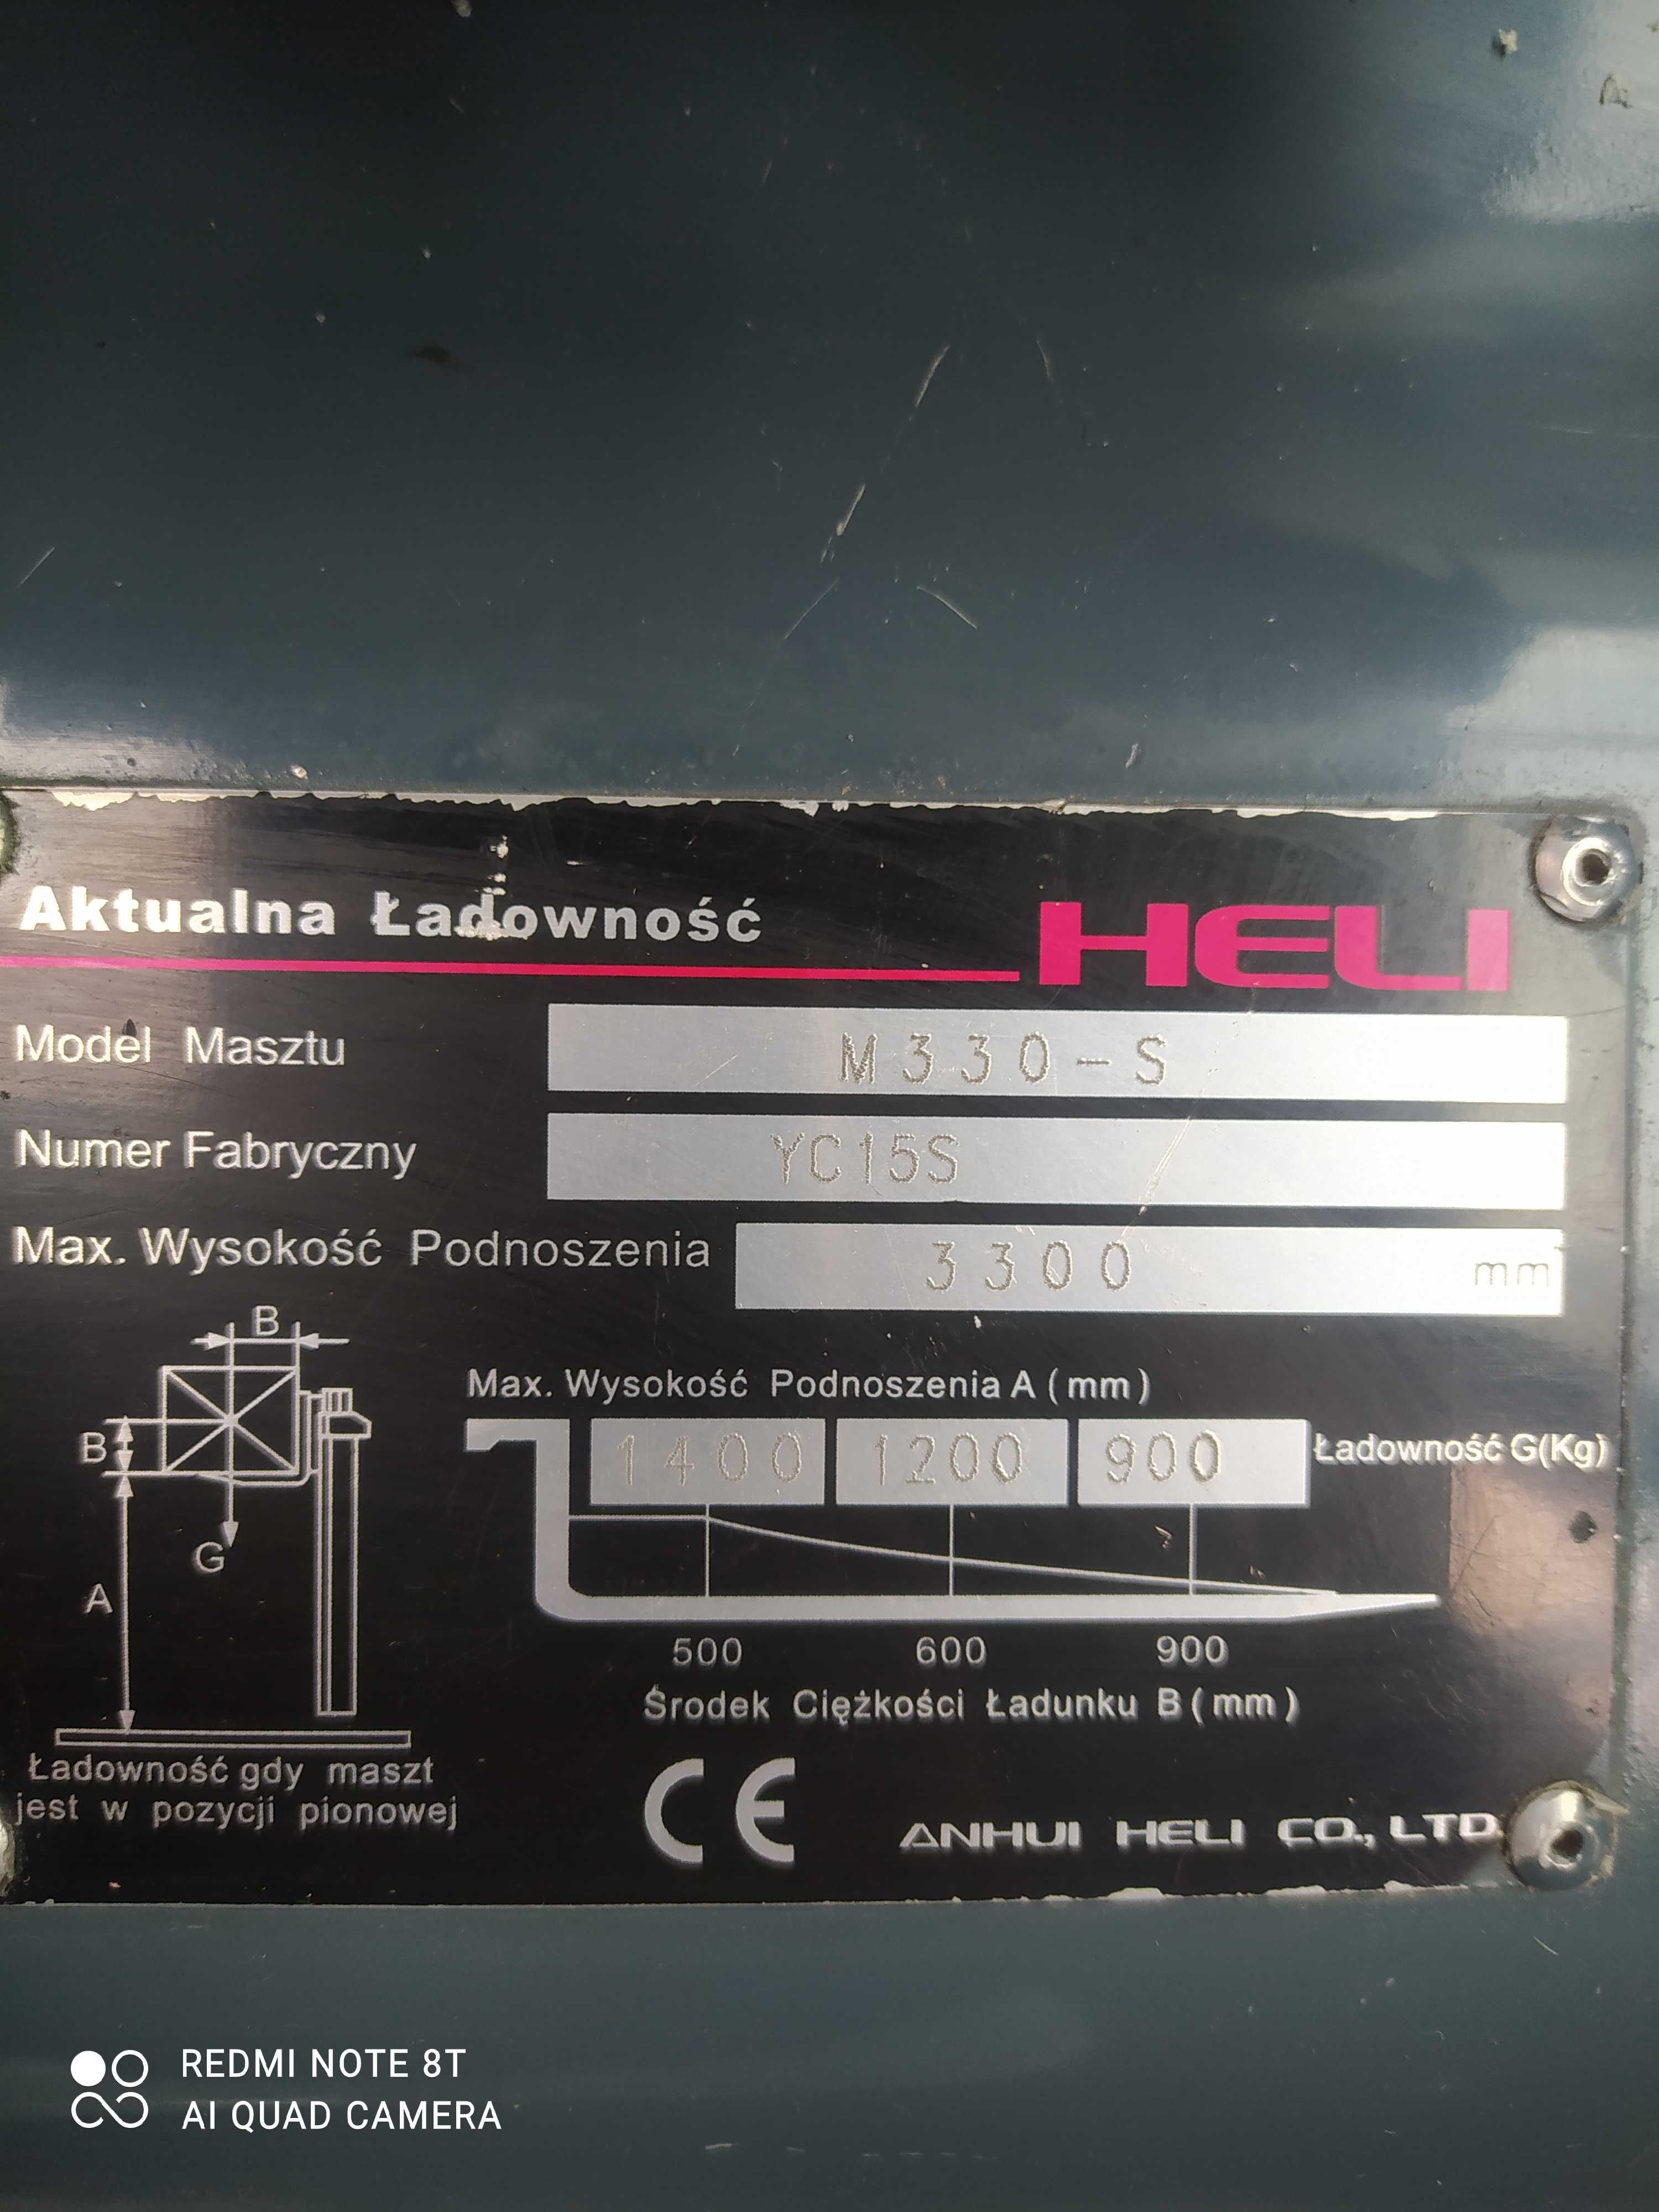 Aktualna Ładowność HELI
Model Masztu M330-S
Numer Fabryczny YC15S
Max. Wysokość Podnoszenia 3300 mm
B
Max. Wysokość Podnoszenia A (mm)
B 1400 1200 900 Ładowność G(Kg)
G
A
500 600 900
Środek Ciężkości Ładunku B (mm)
Ładowność gdy maszt
jest w pozycji pionowej
CE ANHUI HELI CO., LTD.
REDMI NOTE 8T
AI QUAD CAMERA